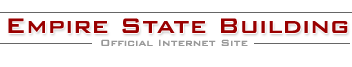 EMPIRE STATE BUILDING
OFFICIAL INTERNET SITE